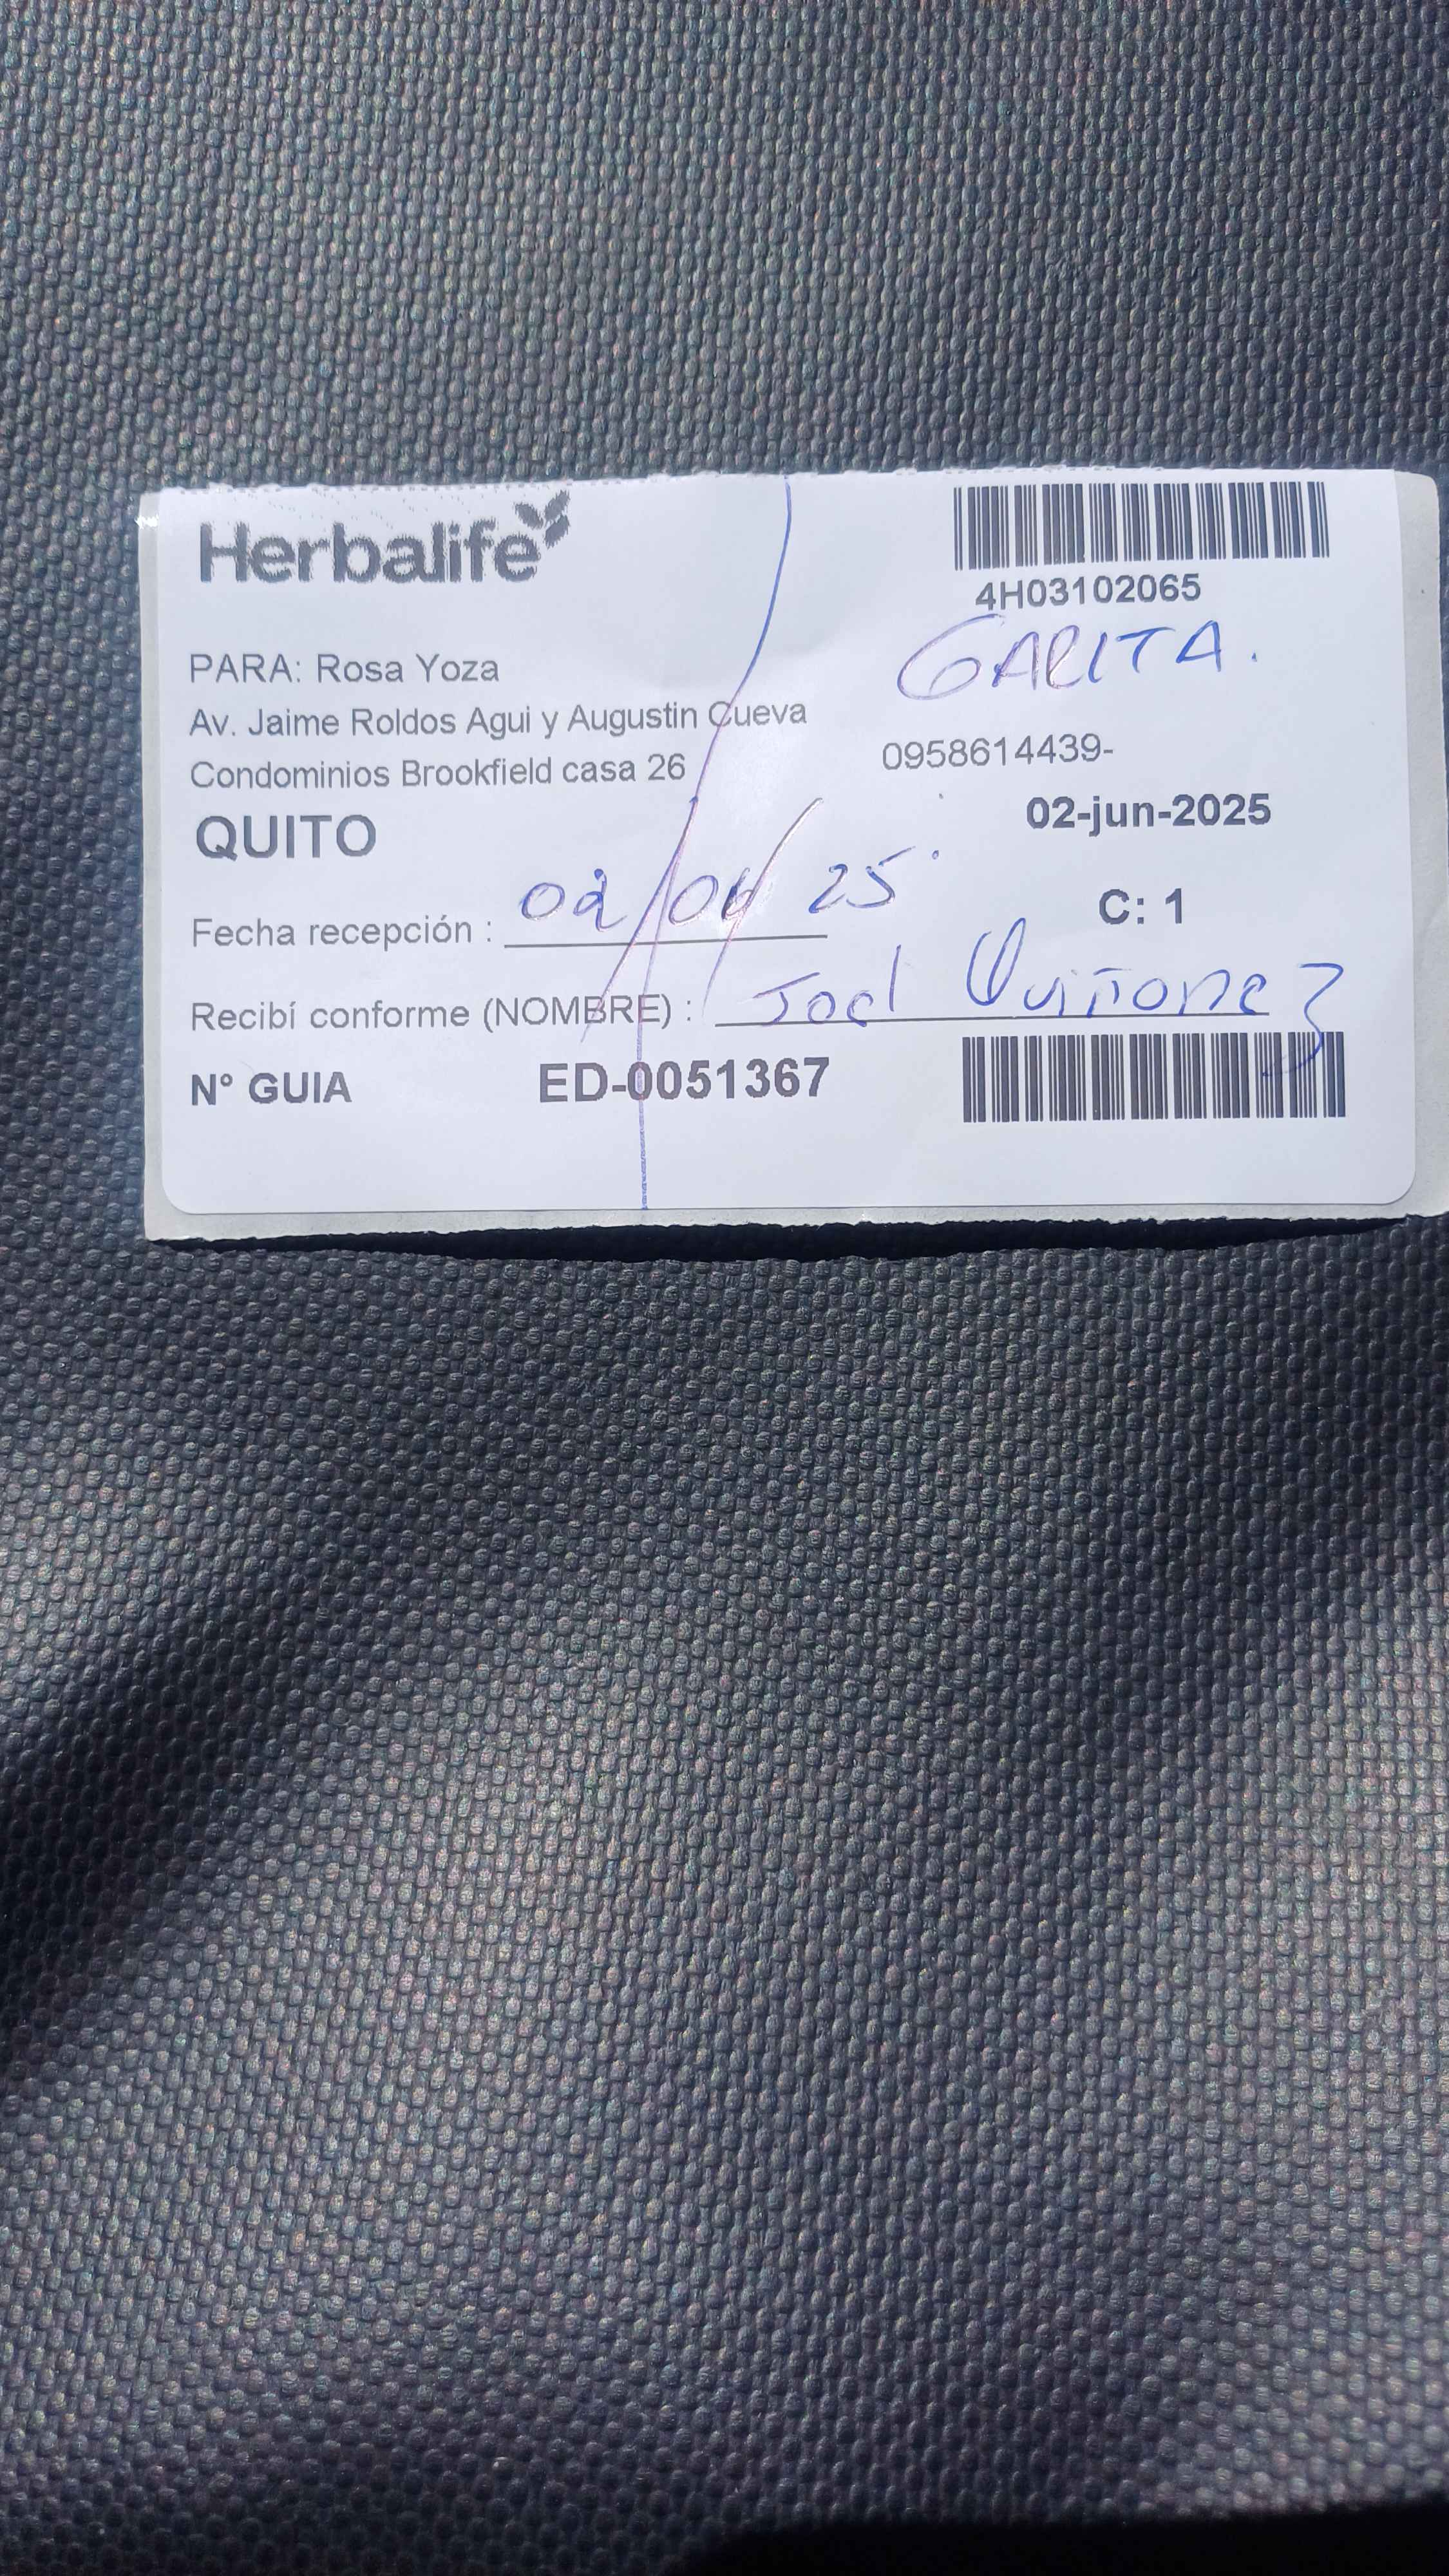 Herbalife
4H03102065
GARITA.
PARA: Rosa Yoza
Av. Jaime Roldos Agui y Augustin Cueva
Condominios Brookfield casa 26
0958614439-
QUITO
02-jun-2025
Fecha recepción : 02/06/25
C: 1
Recibí conforme (NOMBRE) : Joel Quiñonez
Nº GUIA ED-0051367